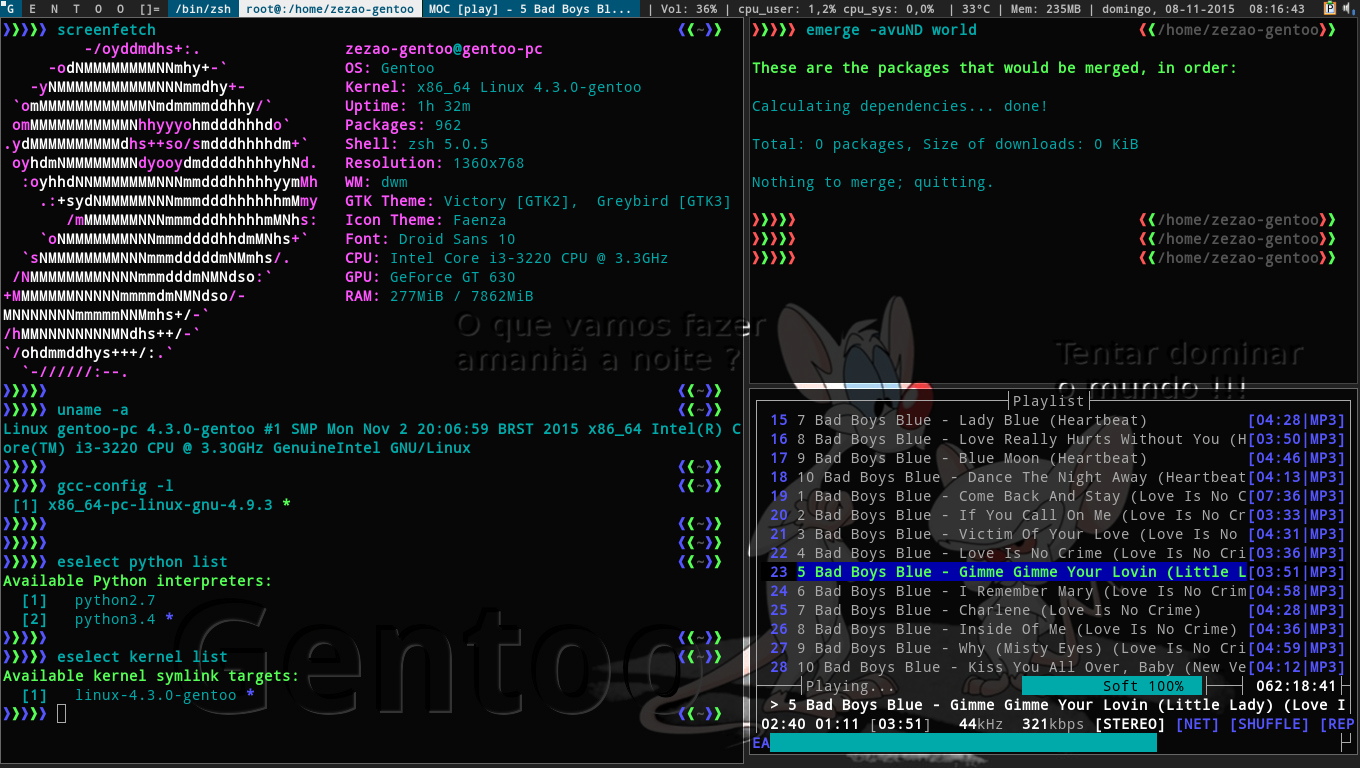 G E N T O O []= /bin/zsh root@:/home/zezao-gentoo MOC [play] - 5 Bad Boys Bl... | Vol: 36% | cpu_user: 1,2% cpu_sys: 0,0% | 33°C | Mem: 235MB | domingo, 08-11-2015 08:16:43
❱❱❱❱❱ screenfetch ❰❰~❱❱
-/oyddmdhs+:. zezao-gentoo@gentoo-pc
-odNMMMMMMMMNNmhy+-` OS: Gentoo
-yNMMMMMMMMMMMNNNmmdhy+- Kernel: x86_64 Linux 4.3.0-gentoo
`omMMMMMMMMMMMMNmdmmmmddhhy/` Uptime: 1h 32m
omMMMMMMMMMMMNhhyyyohmdddhhhdo` Packages: 962
.ydMMMMMMMMMMdhs++so/smdddhhhhdm+` Shell: zsh 5.0.5
oyhdmNMMMMMMMNdyooydmddddhhhhyhNd. Resolution: 1360x768
:oyhhdNNMMMMMMMNNNmmdddhhhhhyymMh WM: dwm
.:+sydNMMMMMNNNmmmdddhhhhhhmMmy GTK Theme: Victory [GTK2], Greybird [GTK3]
/mMMMMMMNNNmmmdddhhhhhmMNhs: Icon Theme: Faenza
`oNMMMMMMMNNNmmmddddhhdmMNhs+` Font: Droid Sans 10
`sNMMMMMMMMNNNmmmdddddmNMmhs/. CPU: Intel Core i3-3220 CPU @ 3.3GHz
/NMMMMMMMMNNNNmmmdddmNMNdso:` GPU: GeForce GT 630
+MMMMMMMNNNNNmmmmdmNMNdso/- RAM: 277MiB / 7862MiB
MNNNNNNNmmmmmNNMmhs+/-`
/hMMNNNNNNNNMNdhs++/-`
`/ohdmmddhys+++/:.`
`-//////:--.
❱❱❱❱❱ ❰❰~❱❱
❱❱❱❱❱ uname -a ❰❰~❱❱
Linux gentoo-pc 4.3.0-gentoo #1 SMP Mon Nov 2 20:06:59 BRST 2015 x86_64 Intel(R) C
ore(TM) i3-3220 CPU @ 3.30GHz GenuineIntel GNU/Linux
❱❱❱❱❱ ❰❰~❱❱
❱❱❱❱❱ gcc-config -l ❰❰~❱❱
[1] x86_64-pc-linux-gnu-4.9.3 *
❱❱❱❱❱ ❰❰~❱❱
❱❱❱❱❱ ❰❰~❱❱
❱❱❱❱❱ eselect python list ❰❰~❱❱
Available Python interpreters:
[1] python2.7
[2] python3.4 *
❱❱❱❱❱ ❰❰~❱❱
❱❱❱❱❱ eselect kernel list ❰❰~❱❱
Available kernel symlink targets:
[1] linux-4.3.0-gentoo *
❱❱❱❱❱ ❰❰~❱❱
Gentoo
O que vamos fazer
amanhã a noite ?
❱❱❱❱❱ emerge -avuND world ❰❰/home/zezao-gentoo❱❱
These are the packages that would be merged, in order:
Calculating dependencies... done!
Total: 0 packages, Size of downloads: 0 KiB
Nothing to merge; quitting.
❱❱❱❱❱ ❰❰/home/zezao-gentoo❱❱
❱❱❱❱❱ ❰❰/home/zezao-gentoo❱❱
❱❱❱❱❱ ❰❰/home/zezao-gentoo❱❱
Tentar dominar
o mundo !!!
Playlist
15 7 Bad Boys Blue - Lady Blue (Heartbeat) [04:28|MP3]
16 8 Bad Boys Blue - Love Really Hurts Without You (H[03:50|MP3]
17 9 Bad Boys Blue - Blue Moon (Heartbeat) [04:46|MP3]
18 10 Bad Boys Blue - Dance The Night Away (Heartbeat[04:13|MP3]
19 1 Bad Boys Blue - Come Back And Stay (Love Is No C[07:36|MP3]
20 2 Bad Boys Blue - If You Call On Me (Love Is No Cr[03:33|MP3]
21 3 Bad Boys Blue - Victim Of Your Love (Love Is No [04:31|MP3]
22 4 Bad Boys Blue - Love Is No Crime (Love Is No Cri[03:36|MP3]
23 5 Bad Boys Blue - Gimme Gimme Your Lovin (Little L[03:51|MP3]
24 6 Bad Boys Blue - I Remember Mary (Love Is No Crim[04:58|MP3]
25 7 Bad Boys Blue - Charlene (Love Is No Crime) [04:28|MP3]
26 8 Bad Boys Blue - Inside Of Me (Love Is No Crime) [04:36|MP3]
27 9 Bad Boys Blue - Why (Misty Eyes) (Love Is No Cri[04:59|MP3]
28 10 Bad Boys Blue - Kiss You All Over, Baby (New Ve[04:12|MP3]
Playing... Soft 100% 062:18:41
> 5 Bad Boys Blue - Gimme Gimme Your Lovin (Little Lady) (Love I
02:40 01:11 [03:51] 44kHz 321kbps [STEREO] [NET] [SHUFFLE] [REP
EA